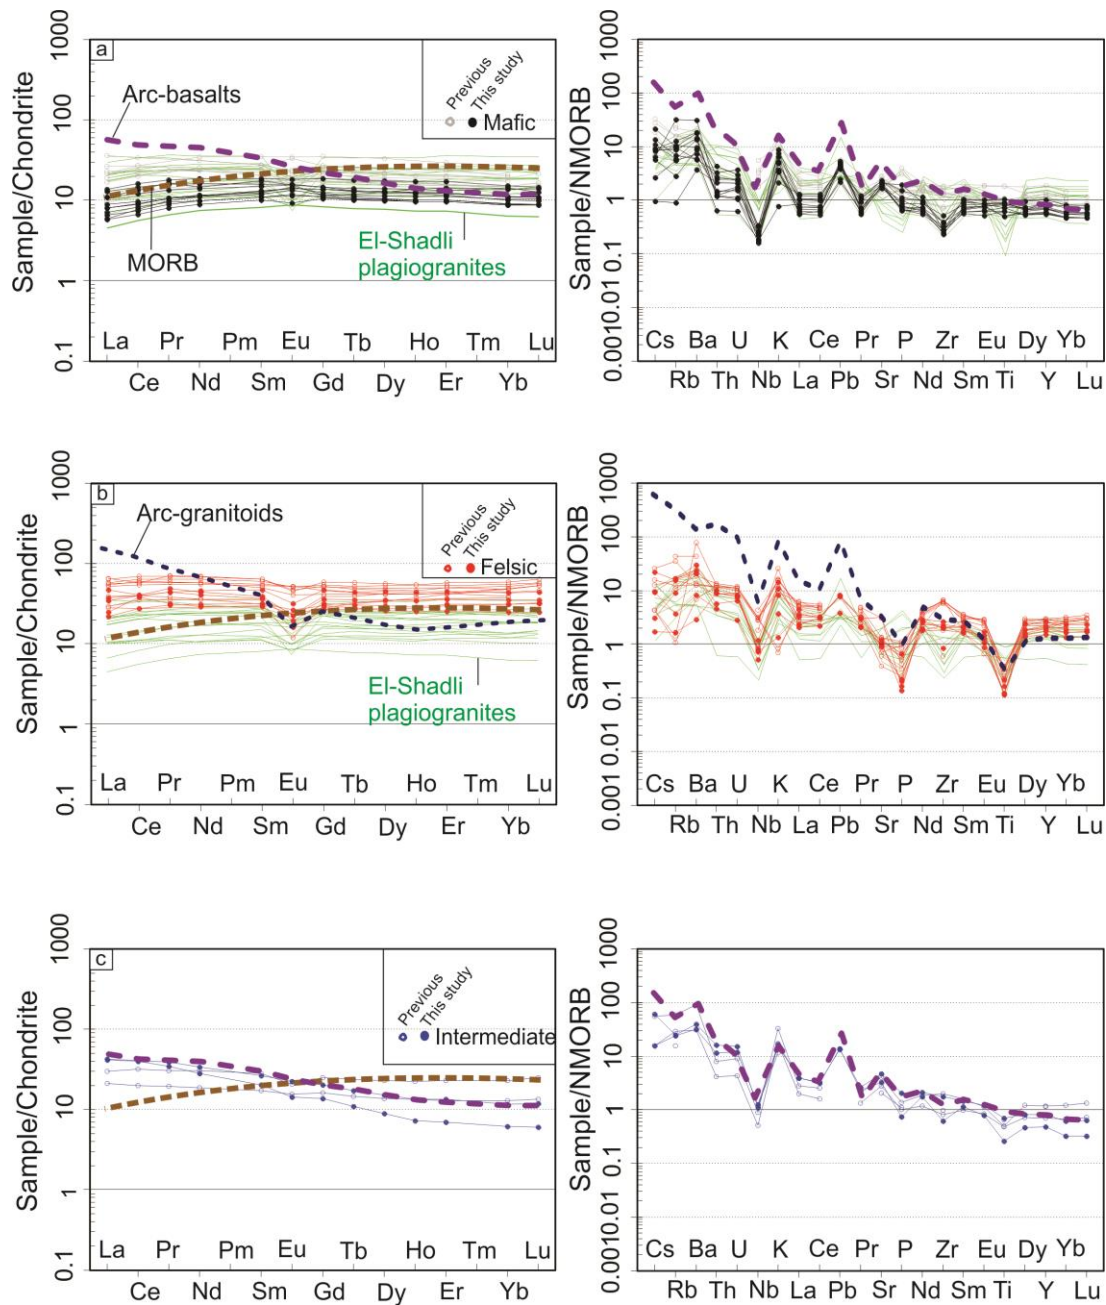 a
Sample/Chondrite
1000
100
10
1
0.1
Arc-basalts
MORB
El-Shadli
plagiogranites
Previous
This study
Mafic
La Pr Pm Eu Tb Ho Tm Lu
Ce Nd Sm Gd Dy Er Yb
Sample/NMORB
1000
100
10
1
0.1
0.01
0.001
Cs Ba U K Ce Pr P Zr Eu Dy Yb
Rb Th Nb La Pb Sr Nd Sm Ti Y Lu
b
Sample/Chondrite
1000
100
10
1
0.1
Arc-granitoids
El-Shadli
plagiogranites
Previous
This study
Felsic
La Pr Pm Eu Tb Ho Tm Lu
Ce Nd Sm Gd Dy Er Yb
Sample/NMORB
1000
100
10
1
0.1
0.01
0.001
Cs Ba U K Ce Pr P Zr Eu Dy Yb
Rb Th Nb La Pb Sr Nd Sm Ti Y Lu
c
Sample/Chondrite
1000
100
10
1
0.1
Previous
This study
Intermediate
La Pr Pm Eu Tb Ho Tm Lu
Ce Nd Sm Gd Dy Er Yb
Sample/NMORB
1000
100
10
1
0.1
0.01
0.001
Cs Ba U K Ce Pr P Zr Eu Dy Yb
Rb Th Nb La Pb Sr Nd Sm Ti Y Lu